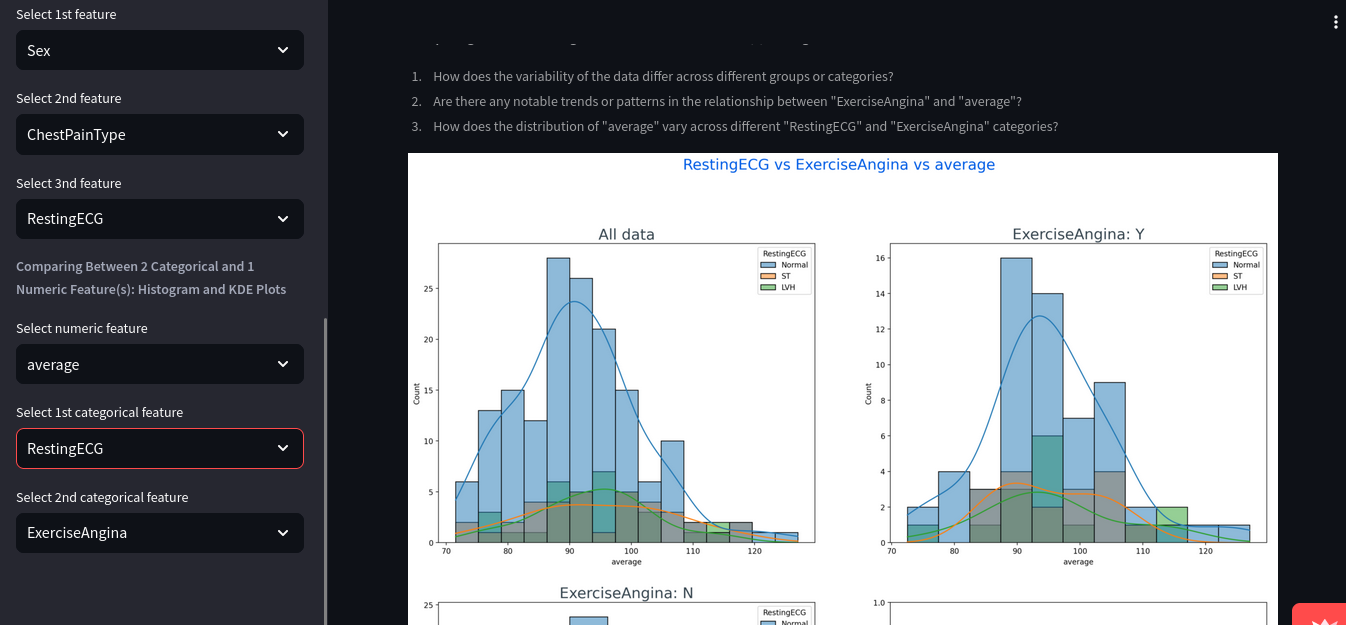 Select 1st feature
Sex
Select 2nd feature
ChestPainType
Select 3nd feature
RestingECG
Comparing Between 2 Categorical and 1
Numeric Feature(s): Histogram and KDE Plots
Select numeric feature
average
Select 1st categorical feature
RestingECG
Select 2nd categorical feature
ExerciseAngina
1. How does the variability of the data differ across different groups or categories?
2. Are there any notable trends or patterns in the relationship between "ExerciseAngina" and "average"?
3. How does the distribution of "average" vary across different "RestingECG" and "ExerciseAngina" categories?
RestingECG vs ExerciseAngina vs average
All data
RestingECG
Normal
ST
LVH
Count
25
20
15
10
5
0
70 80 90 100 110 120
average
ExerciseAngina: Y
RestingECG
Normal
ST
LVH
Count
16
14
12
10
8
6
4
2
0
70 80 90 100 110 120
average
ExerciseAngina: N
25
RestingECG
Normal
1.0